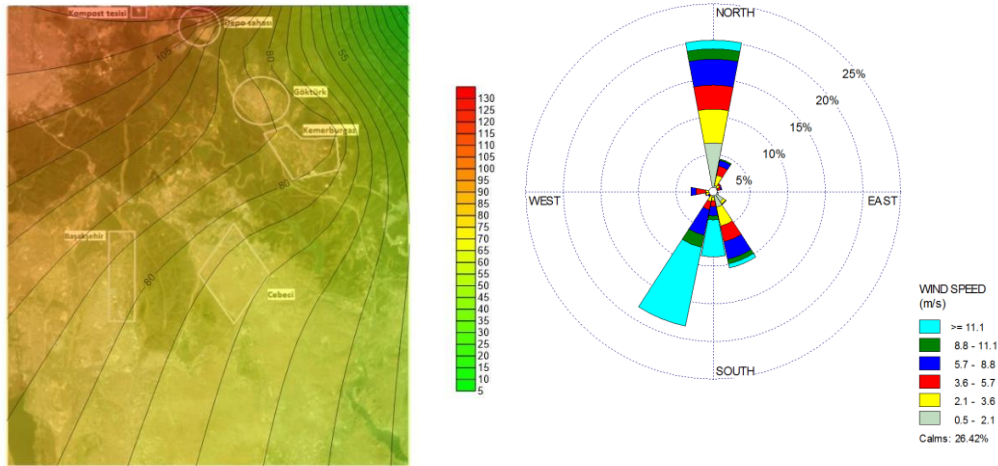 Kompost tesisi
Depo sahası
105
80
55
Göktürk
Kemerburgaz
80
Başakşehir
80
Cebeci
130
125
120
115
110
105
100
95
90
85
80
75
70
65
60
55
50
45
40
35
30
25
20
15
10
5
NORTH
25%
20%
15%
10%
5%
WEST
EAST
SOUTH
WIND SPEED
(m/s)
>= 11.1
8.8 - 11.1
5.7 - 8.8
3.6 - 5.7
2.1 - 3.6
0.5 - 2.1
Calms: 26.42%